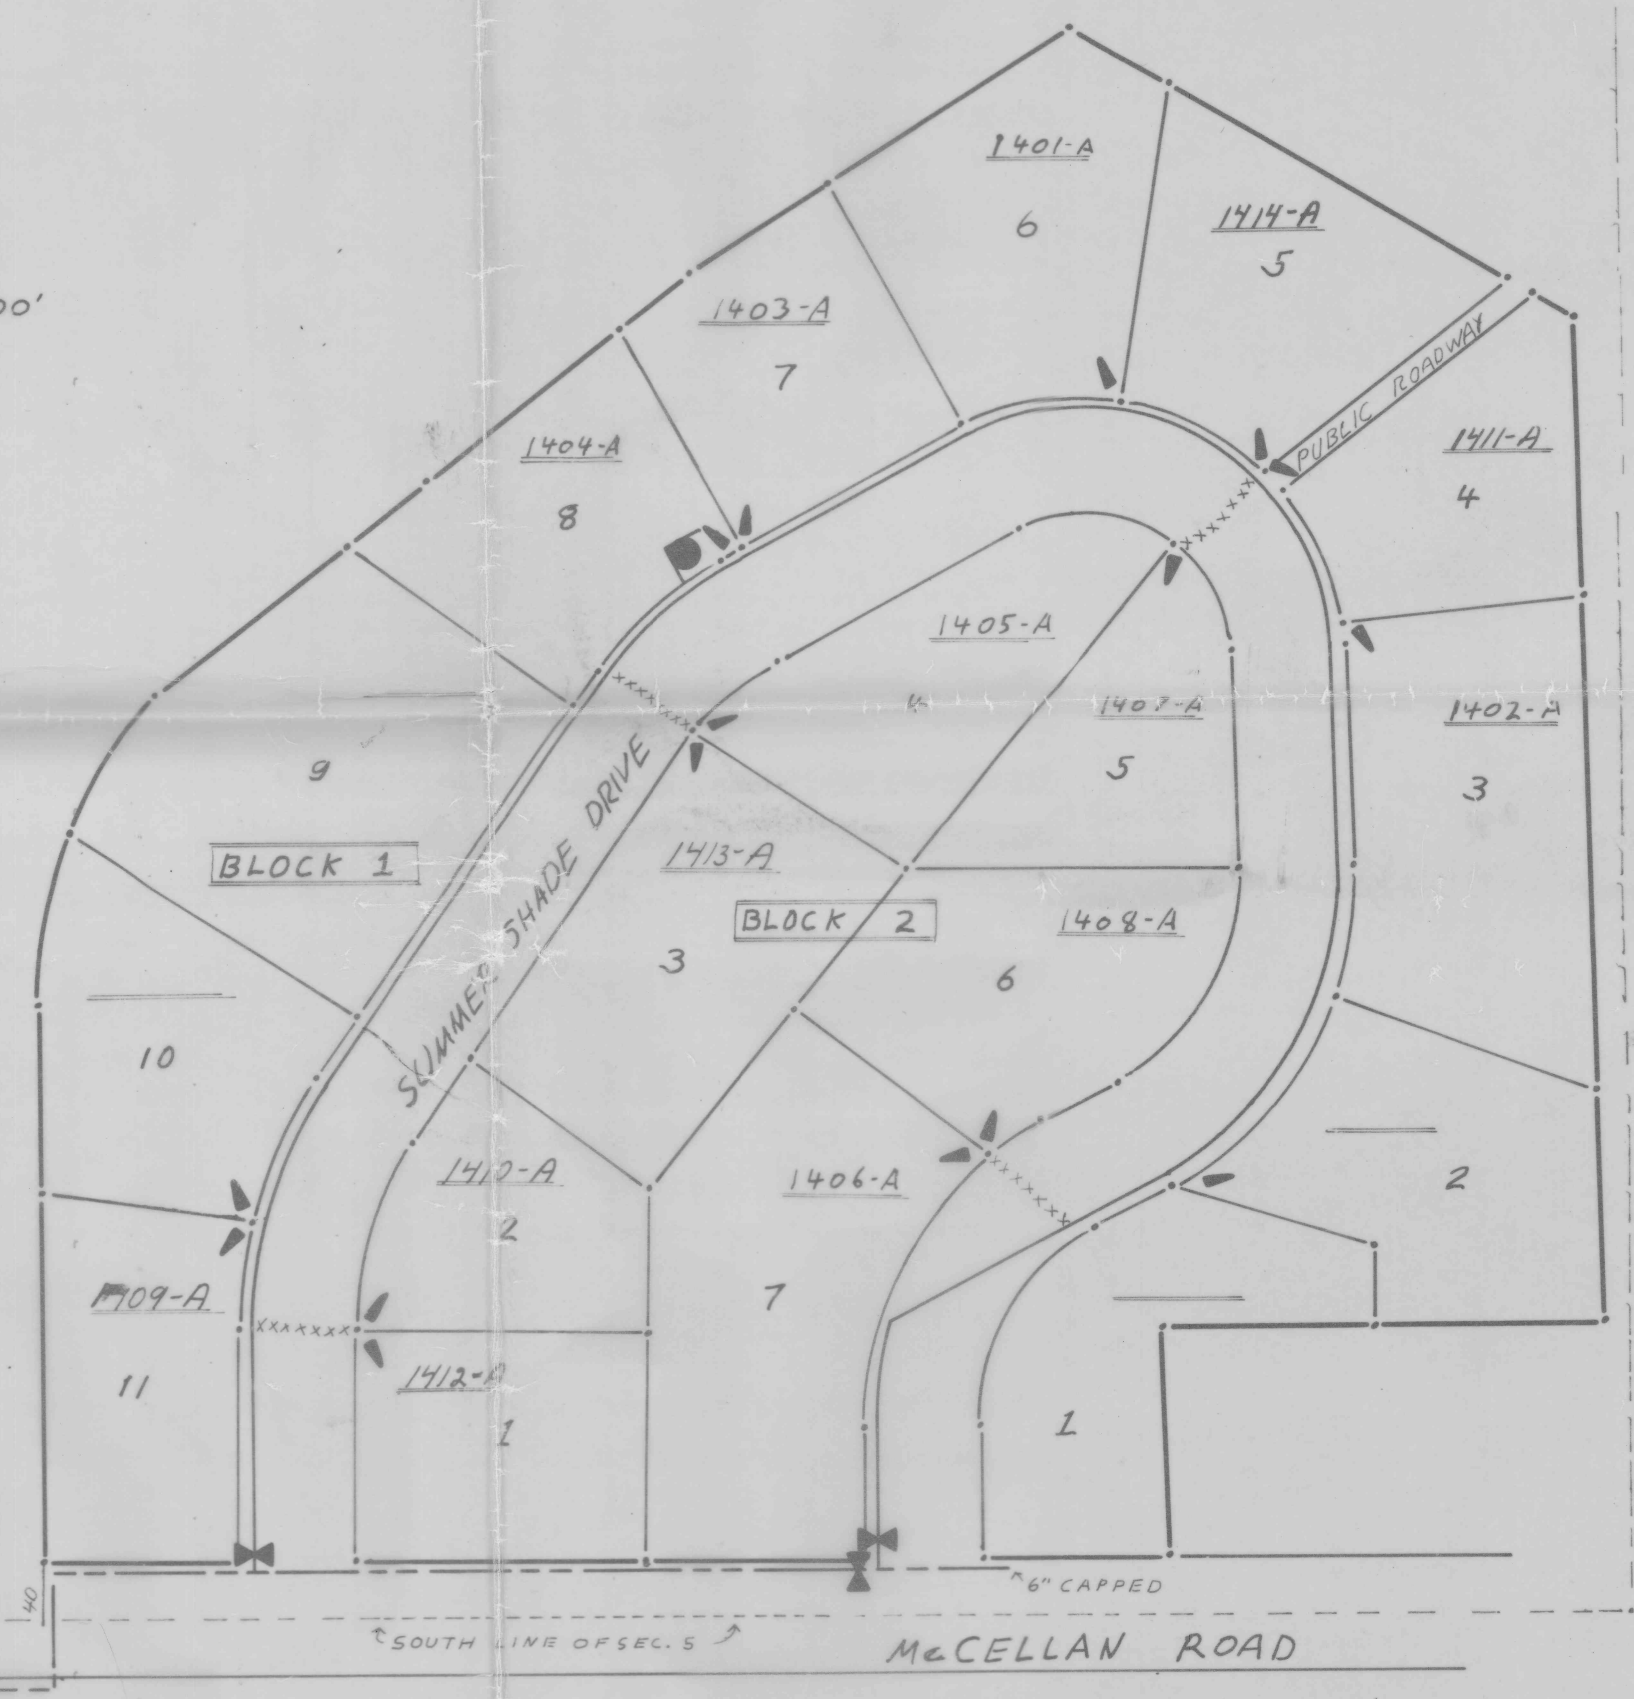 1401-A
6
1414-A
5
00'
1403-A
7
PUBLIC ROADWAY
1404-A
8
1411-A
4
1405-A
4
1407-A
5
1402-A
3
9
BLOCK 1
SUMMER SHADE DRIVE
1413-A
3
BLOCK 2
1408-A
6
10
1410-A
2
1406-A
7
2
1409-A
11
1412-A
1
1
40
6" CAPPED
SOUTH LINE OF SEC. 5
McCELLAN ROAD